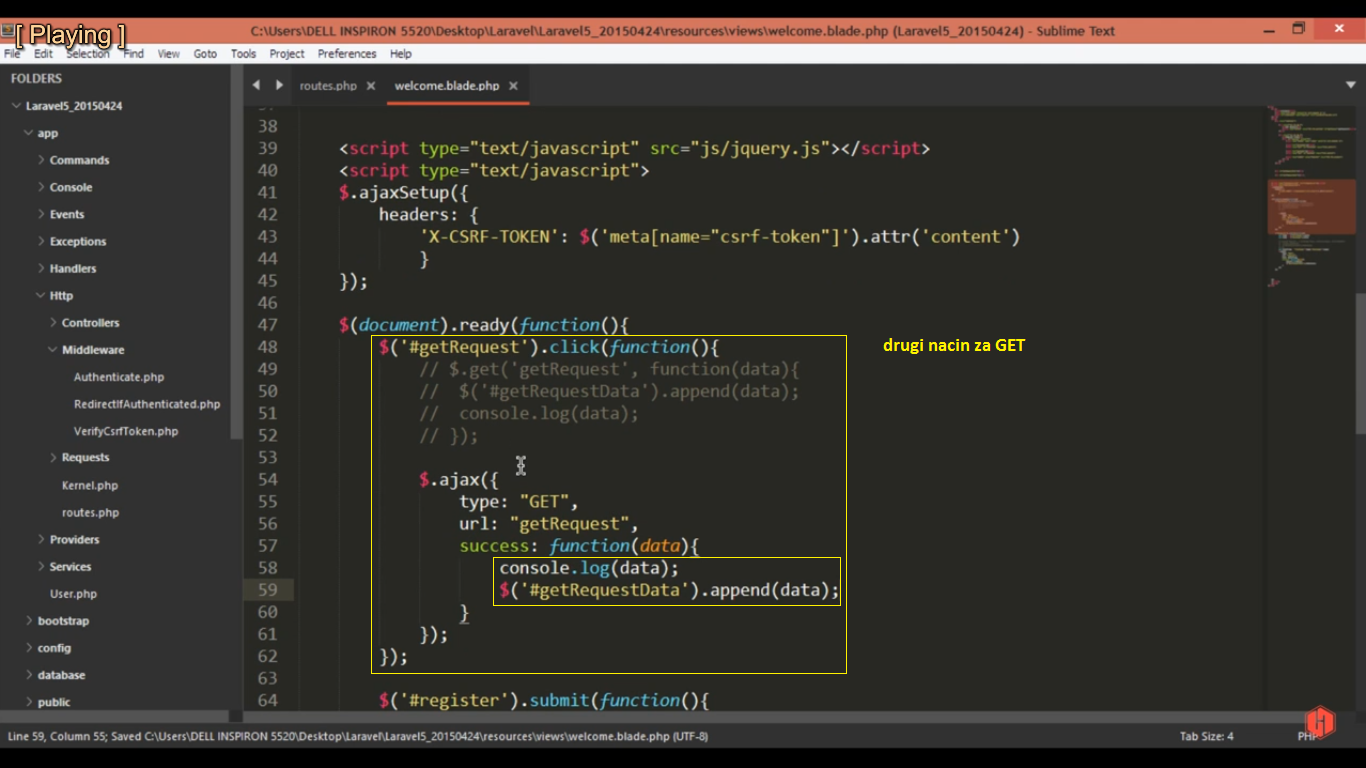 [ Playing ]
C:\Users\DELL INSPIRON 5520\Desktop\Laravel\Laravel5_20150424\resources\views\welcome.blade.php (Laravel5_20150424) - Sublime Text
File Edit Selection Find View Goto Tools Project Preferences Help
FOLDERS
Laravel5_20150424
app
Commands
Console
Events
Exceptions
Handlers
Http
Controllers
Middleware
Authenticate.php
RedirectIfAuthenticated.php
VerifyCsrfToken.php
Requests
Kernel.php
routes.php
Providers
Services
User.php
bootstrap
config
database
public
routes.php welcome.blade.php
38
39 <script type="text/javascript" src="js/jquery.js"></script>
40 <script type="text/javascript">
41 $.ajaxSetup({
42 headers: {
43 'X-CSRF-TOKEN': $('meta[name="csrf-token"]').attr('content')
44 }
45 });
46
47 $(document).ready(function(){
48 $('#getRequest').click(function(){
49 // $.get('getRequest', function(data){
50 // $('#getRequestData').append(data);
51 // console.log(data);
52 // });
53
54 $.ajax({
55 type: "GET",
56 url: "getRequest",
57 success: function(data){
58 console.log(data);
59 $('#getRequestData').append(data);
60 }
61 });
62 });
63
64 $('#register').submit(function(){
drugi nacin za GET
Line 59, Column 55; Saved C:\Users\DELL INSPIRON 5520\Desktop\Laravel\Laravel5_20150424\resources\views\welcome.blade.php (UTF-8)
Tab Size: 4